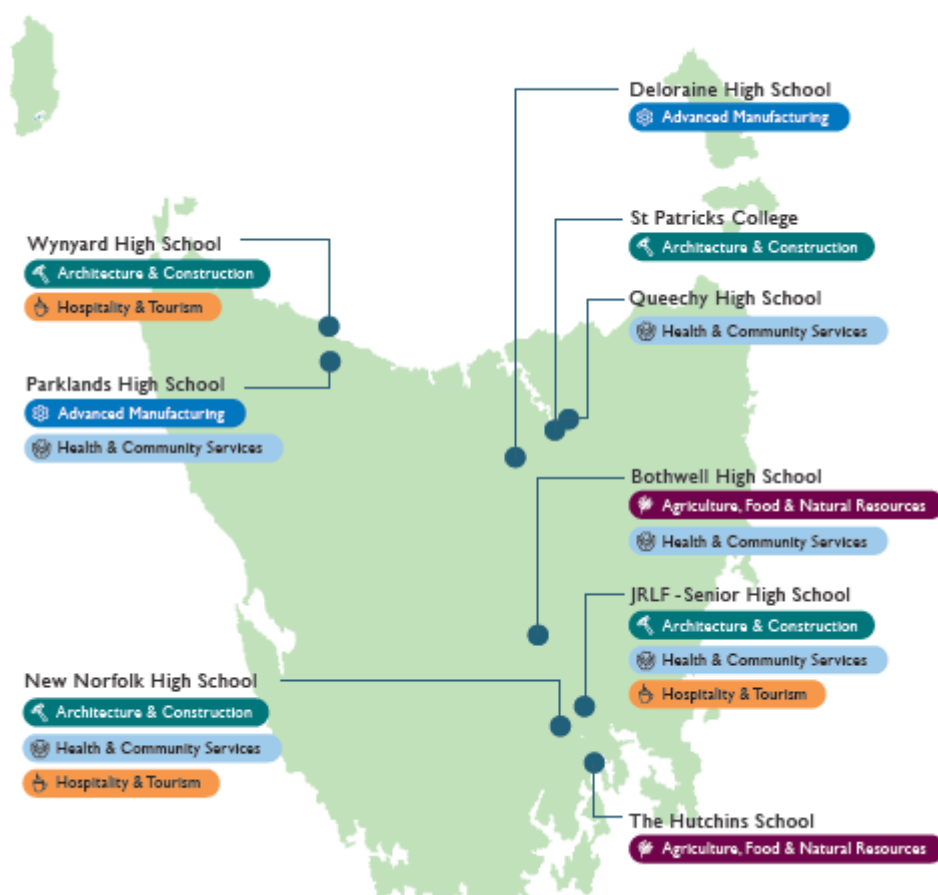 Deloraine High School
Advanced Manufacturing
St Patricks College
Architecture & Construction
Wynyard High School
Architecture & Construction
Hospitality & Tourism
Queechy High School
Health & Community Services
Parklands High School
Advanced Manufacturing
Health & Community Services
Bothwell High School
Agriculture, Food & Natural Resources
Health & Community Services
JRLF - Senior High School
Architecture & Construction
Health & Community Services
Hospitality & Tourism
New Norfolk High School
Architecture & Construction
Health & Community Services
Hospitality & Tourism
The Hutchins School
Agriculture, Food & Natural Resources